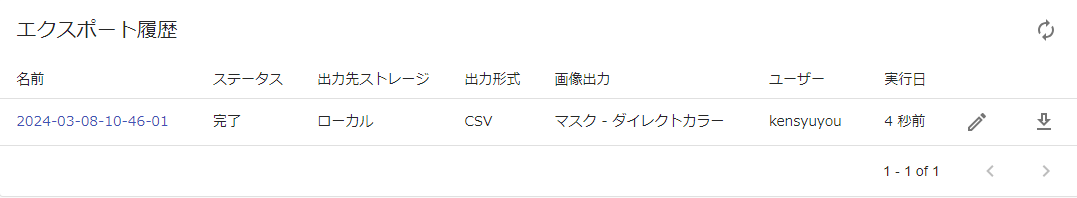 エクスポート履歴
名前 ステータス 出力先ストレージ 出力形式 画像出力 ユーザー 実行日
2024-03-08-10-46-01 完了 ローカル CSV マスク - ダイレクトカラー kensyuyou 4 秒前
1 - 1 of 1